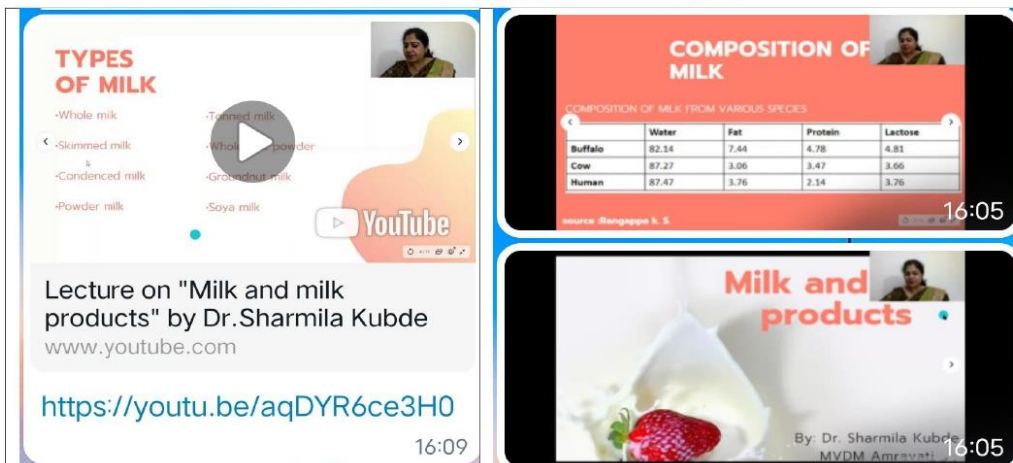 TYPES
OF MILK
•Whole milk
•Tonned milk
•Skimmed milk
•Whole powder
•Condenced milk
•Groundnut milk
•Powder milk
•Soya milk
YouTube
Lecture on "Milk and milk
products" by Dr.Sharmila Kubde
www.youtube.com
https://youtu.be/aqDYR6ce3H0
16:09
COMPOSITION OF
MILK
COMPOSITION OF MILK FROM VARIOUS SPECIES
Water Fat Protein Lactose
Buffalo 82.14 7.44 4.78 4.81
Cow 87.27 3.06 3.47 3.66
Human 87.47 3.76 2.14 3.76
source :Rangappa k. S.
16:05
Milk and
products
By: Dr. Sharmila Kubde
MVDM Amravati
16:05